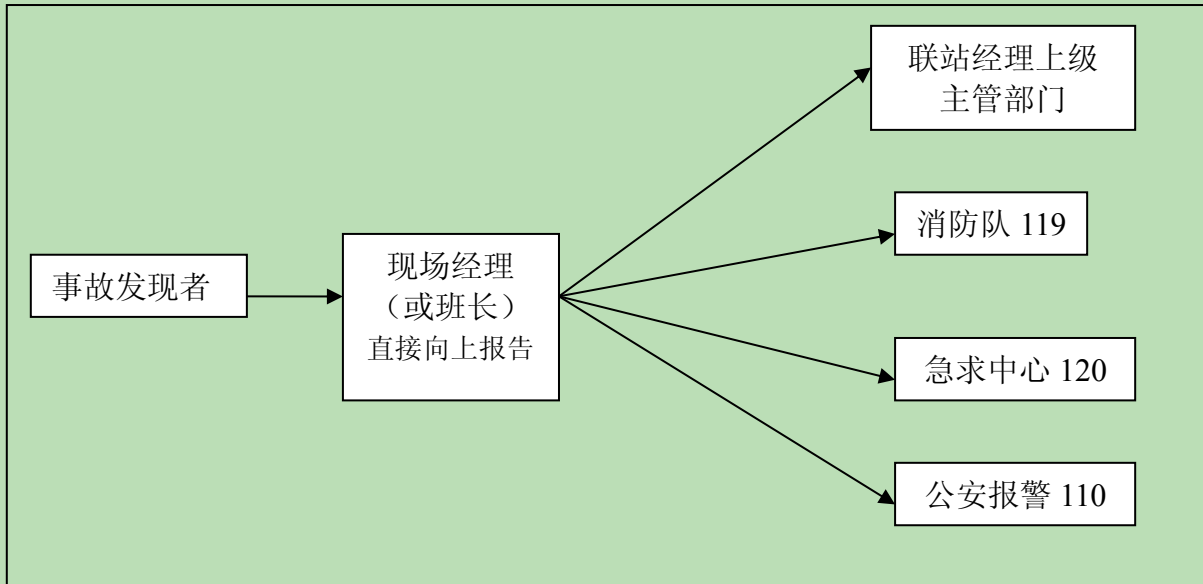 联站经理上级
主管部门
消防队 119
事故发现者
现场经理
（或班长）
直接向上报告
急求中心 120
公安报警 110